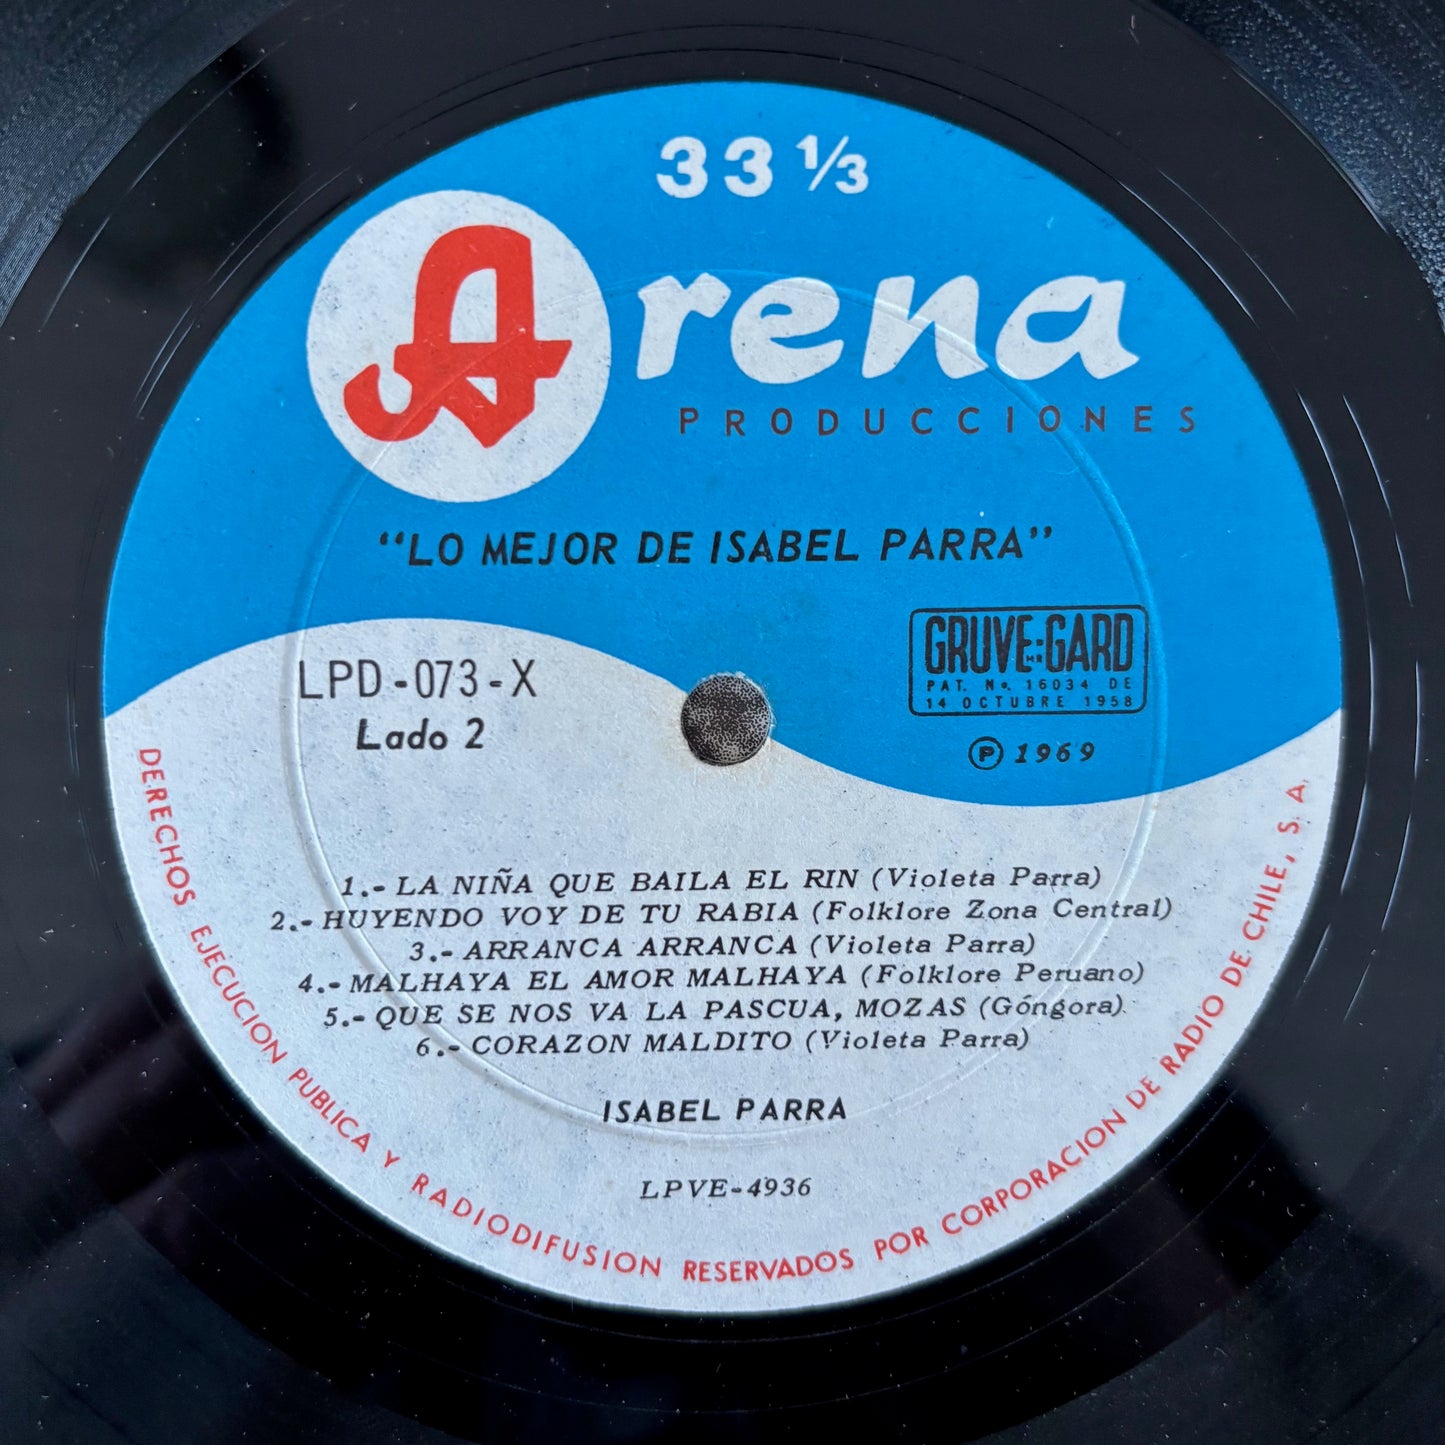 33 1/3
Arena
PRODUCCIONES
"LO MEJOR DE ISABEL PARRA"
GRUVE:GARD
PAT. No. 16034 DE
14 OCTUBRE 1958
LPD-073-X
Lado 2
℗ 1969
1.- LA NIÑA QUE BAILA EL RIN (Violeta Parra)
2.- HUYENDO VOY DE TU RABIA (Folklore Zona Central)
3.- ARRANCA ARRANCA (Violeta Parra)
4.- MALHAYA EL AMOR MALHAYA (Folklore Peruano)
5.- QUE SE NOS VA LA PASCUA, MOZAS (Góngora)
6.- CORAZON MALDITO (Violeta Parra)
ISABEL PARRA
LPVE-4936
DERECHOS EJECUCION PUBLICA Y RADIODIFUSION RESERVADOS POR CORPORACION DE RADIO DE CHILE, S. A.